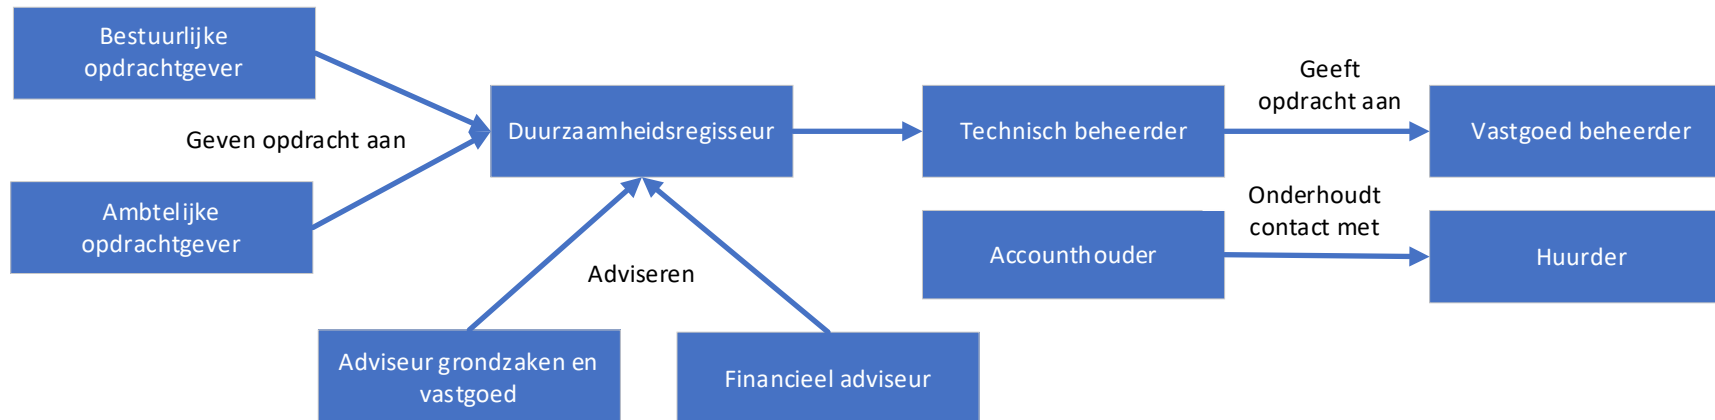 Bestuurlijke
opdrachtgever
Geven opdracht aan
Ambtelijke
opdrachtgever
Duurzaamheidsregisseur
Adviseren
Adviseur grondzaken en
vastgoed
Financieel adviseur
Technisch beheerder
Geeft
opdracht aan
Vastgoed beheerder
Accounthouder
Onderhoudt
contact met
Huurder